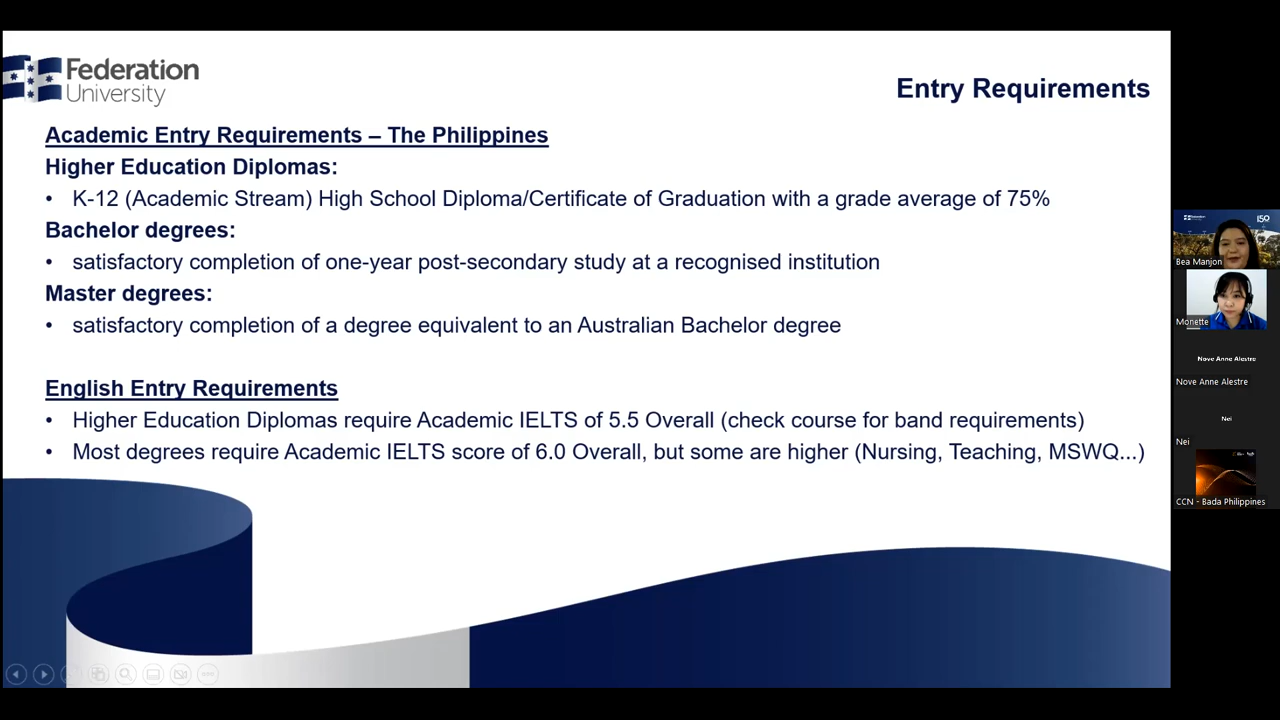 Federation
University
Entry Requirements
Academic Entry Requirements – The Philippines
Higher Education Diplomas:
• K-12 (Academic Stream) High School Diploma/Certificate of Graduation with a grade average of 75%
Bachelor degrees:
• satisfactory completion of one-year post-secondary study at a recognised institution
Master degrees:
• satisfactory completion of a degree equivalent to an Australian Bachelor degree
English Entry Requirements
• Higher Education Diplomas require Academic IELTS of 5.5 Overall (check course for band requirements)
• Most degrees require Academic IELTS score of 6.0 Overall, but some are higher (Nursing, Teaching, MSWQ...)
150
Bea Manjon
Monette
Nove Anne Alestre
Nove Anne Alestre
Nei
Nei
CCN - Bada Philippines